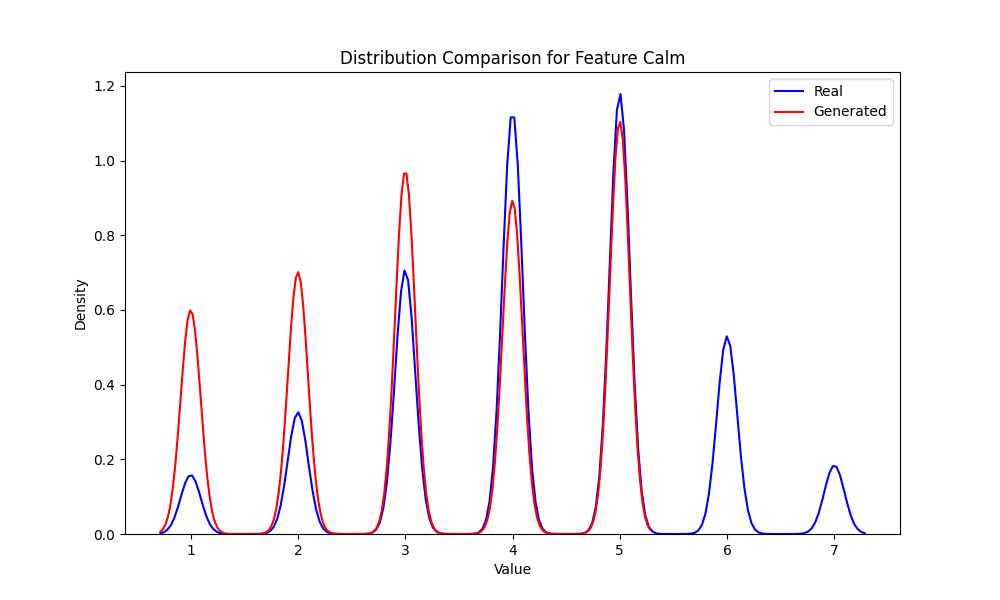 Distribution Comparison for Feature Calm
Real
Generated
Density
1.2
1.0
0.8
0.6
0.4
0.2
0.0
1 2 3 4 5 6 7
Value